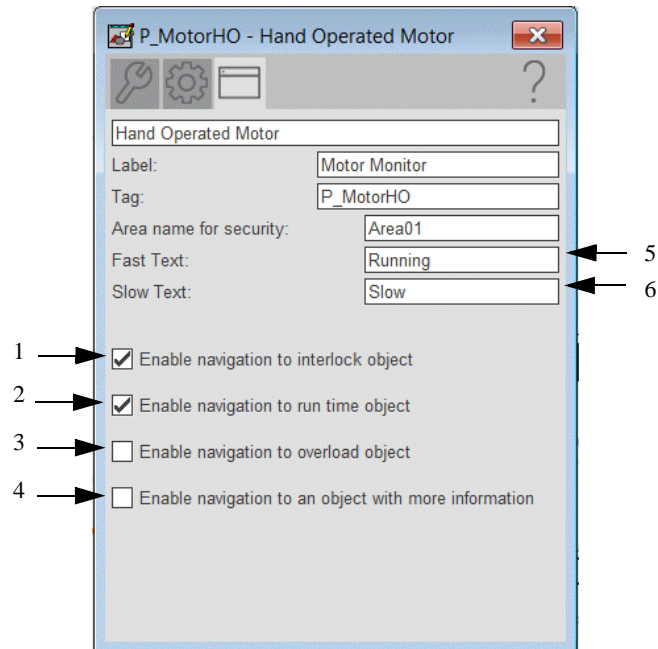 P_MotorHO - Hand Operated Motor
?
Hand Operated Motor
Label: Motor Monitor
Tag: P_MotorHO
Area name for security: Area01
Fast Text: Running 5
Slow Text: Slow 6
1 Enable navigation to interlock object
2 Enable navigation to run time object
3 Enable navigation to overload object
4 Enable navigation to an object with more information